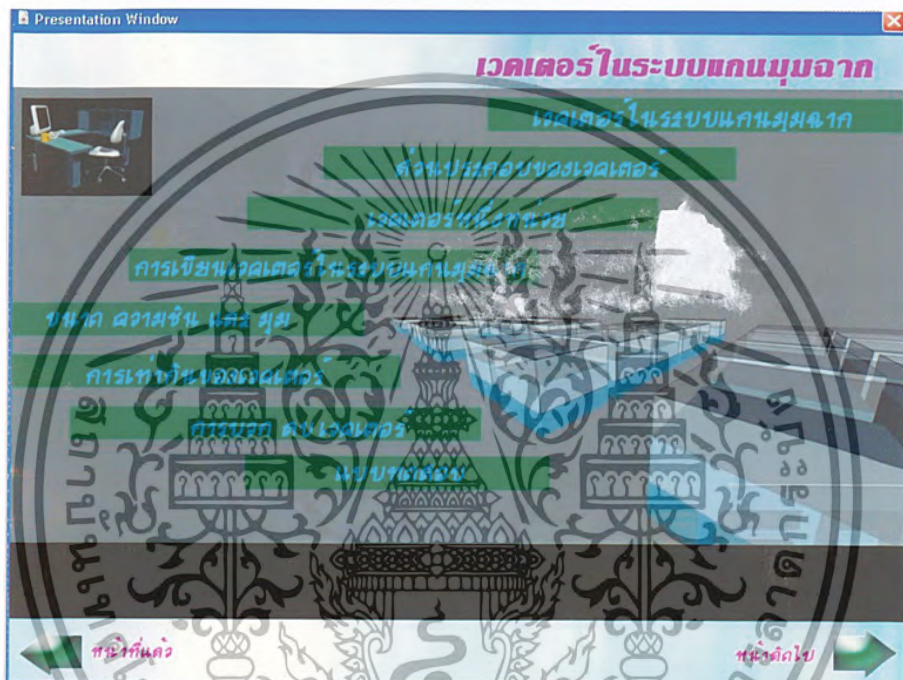 Presentation Window
เวคเตอร์ในระบบแกนมุมฉาก
เวคเตอร์ในระบบแกนมุมฉาก
ส่วนประกอบของเวคเตอร์
เวคเตอร์หนึ่งหน่วย
การเขียนเวคเตอร์ในระบบแกนมุมฉาก
ขนาด ความชัน และ มุม
การเท่ากันของเวคเตอร์
การบวก ลบ เวคเตอร์
แบบทดสอบ
หน้าที่แล้ว
หน้าถัดไป